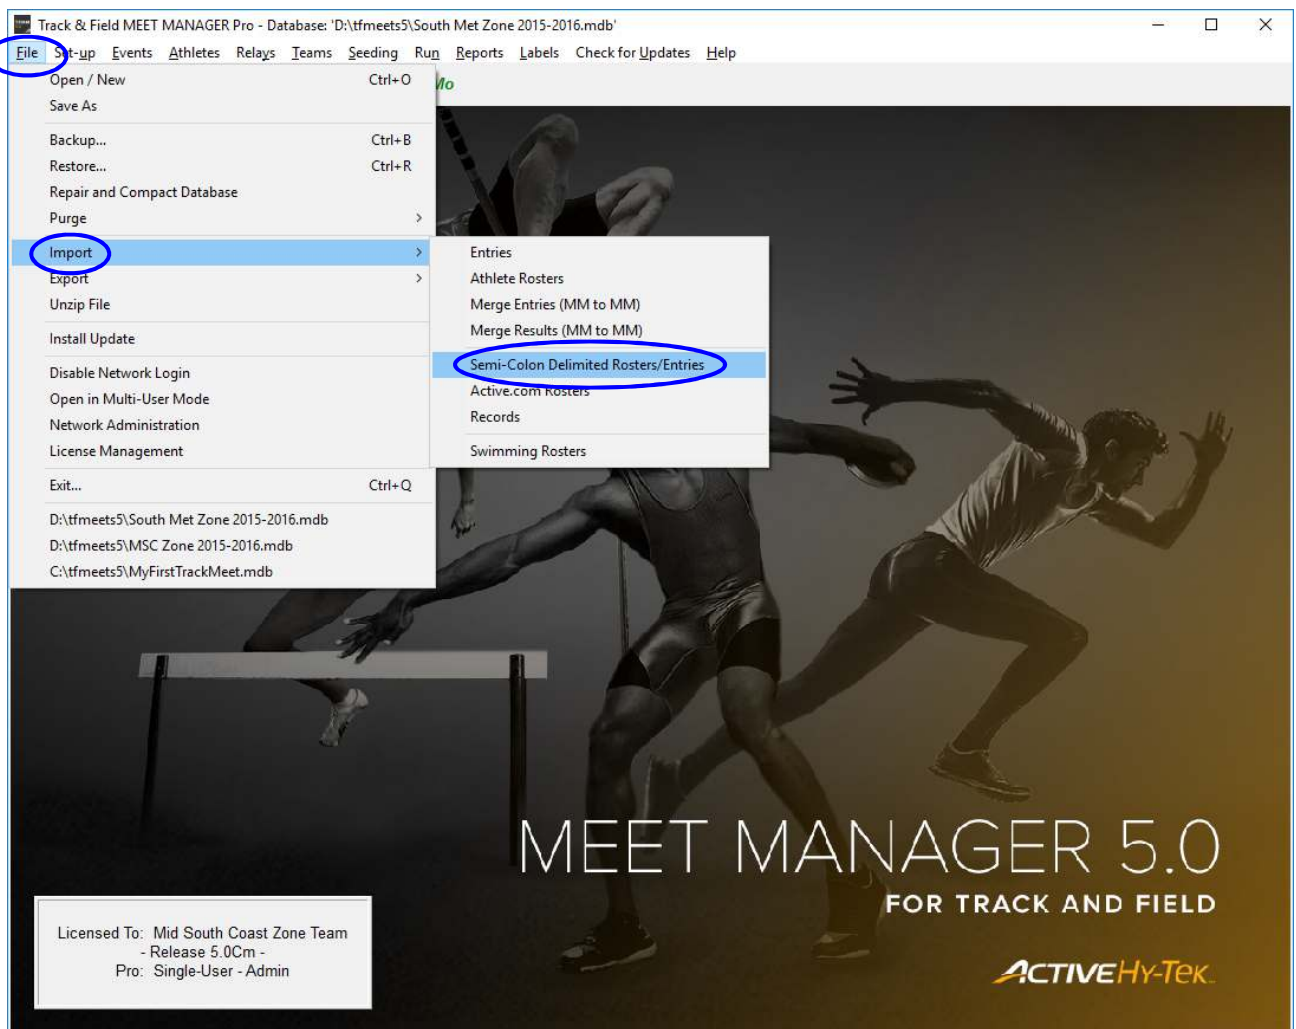 Track & Field MEET MANAGER Pro - Database: 'D:\tfmeets5\South Met Zone 2015-2016.mdb'
File Set-up Events Athletes Relays Teams Seeding Run Reports Labels Check for Updates Help
Open / New Ctrl+O
Save As
Backup... Ctrl+B
Restore... Ctrl+R
Repair and Compact Database
Purge >
Import >
Export >
Unzip File
Install Update
Disable Network Login
Open in Multi-User Mode
Network Administration
License Management
Exit... Ctrl+Q
D:\tfmeets5\South Met Zone 2015-2016.mdb
D:\tfmeets5\MSC Zone 2015-2016.mdb
C:\tfmeets5\MyFirstTrackMeet.mdb
Entries
Athlete Rosters
Merge Entries (MM to MM)
Merge Results (MM to MM)
Semi-Colon Delimited Rosters/Entries
Active.com Rosters
Records
Swimming Rosters
MEET MANAGER 5.0
FOR TRACK AND FIELD
Licensed To: Mid South Coast Zone Team
- Release 5.0Cm -
Pro: Single-User - Admin
ACTIVEHy-Tek